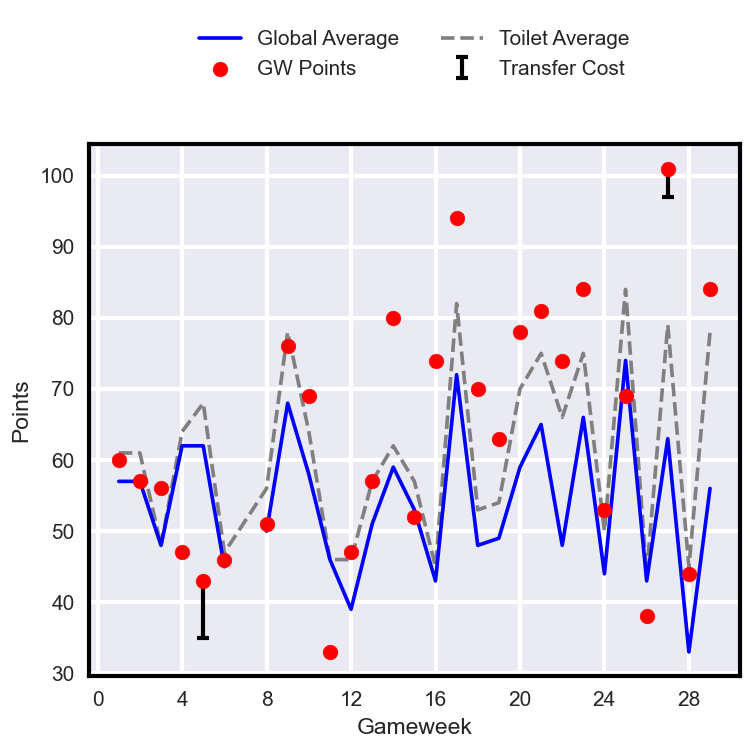 Global Average
Toilet Average
GW Points
Transfer Cost
100
90
80
70
60
50
40
30
Points
0 4 8 12 16 20 24 28
Gameweek